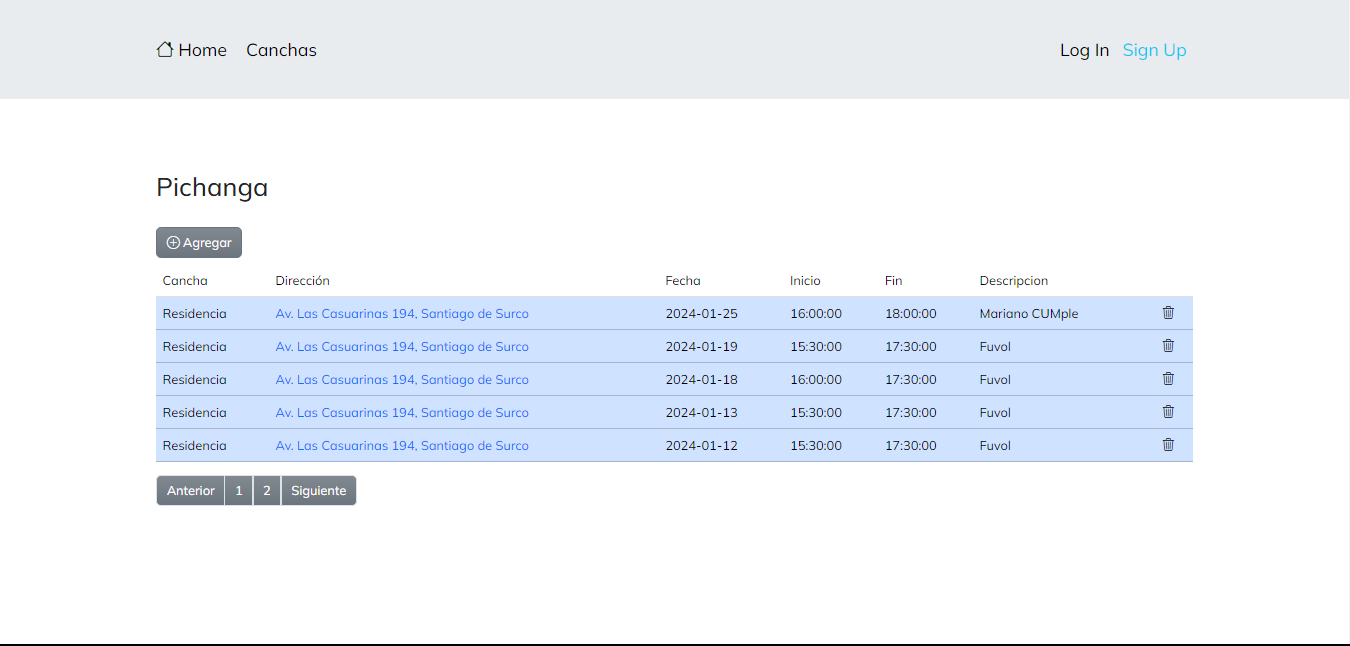 Home Canchas Log In Sign Up
Pichanga
Agregar
Cancha Dirección Fecha Inicio Fin Descripcion
Residencia Av. Las Casuarinas 194, Santiago de Surco 2024-01-25 16:00:00 18:00:00 Mariano CUMple
Residencia Av. Las Casuarinas 194, Santiago de Surco 2024-01-19 15:30:00 17:30:00 Fuvol
Residencia Av. Las Casuarinas 194, Santiago de Surco 2024-01-18 16:00:00 17:30:00 Fuvol
Residencia Av. Las Casuarinas 194, Santiago de Surco 2024-01-13 15:30:00 17:30:00 Fuvol
Residencia Av. Las Casuarinas 194, Santiago de Surco 2024-01-12 15:30:00 17:30:00 Fuvol
Anterior 1 2 Siguiente